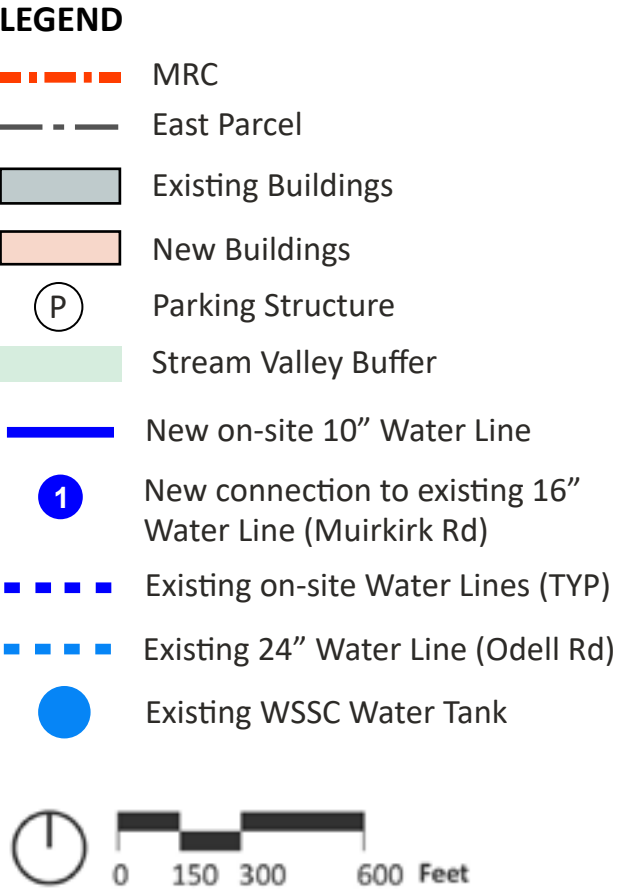 LEGEND
MRC
East Parcel
Existing Buildings
New Buildings
P Parking Structure
Stream Valley Buffer
New on-site 10” Water Line
1 New connection to existing 16”
Water Line (Muirkirk Rd)
Existing on-site Water Lines (TYP)
Existing 24” Water Line (Odell Rd)
Existing WSSC Water Tank
0 150 300 600 Feet